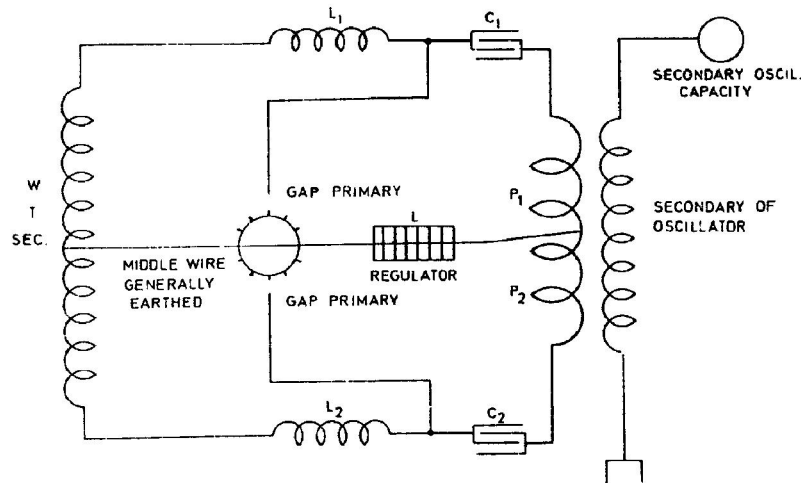 L1
C1
SECONDARY OSCIL.
CAPACITY
W
T
SEC.
GAP PRIMARY
P1
L
SECONDARY OF
OSCILLATOR
MIDDLE WIRE
GENERALLY
EARTHED
REGULATOR
GAP PRIMARY
P2
L2
C2